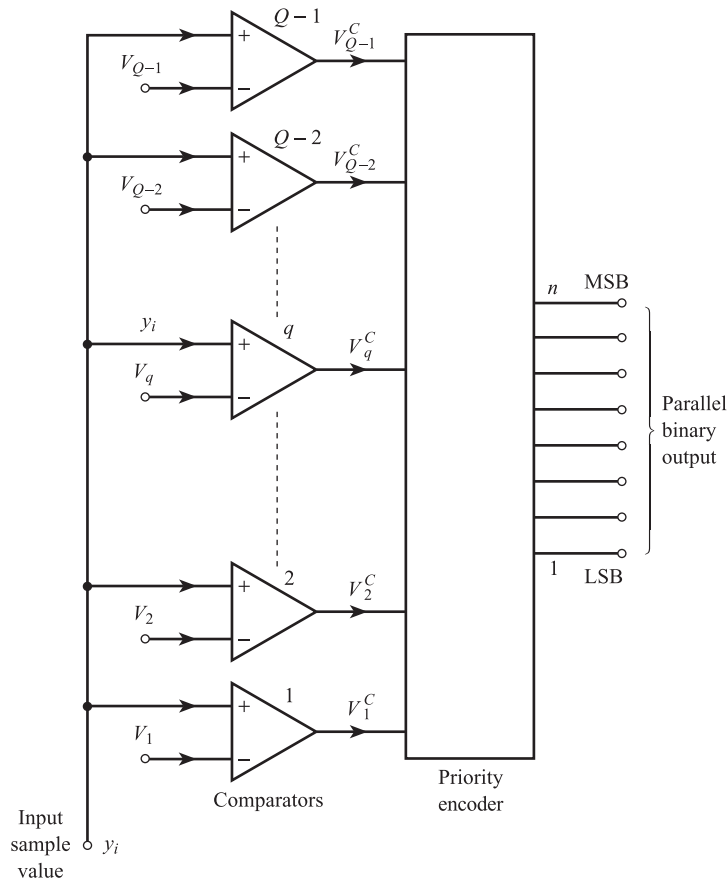 Q – 1
V_{Q–1}^C
+
V_{Q–1}
–
Q – 2
V_{Q–2}^C
+
V_{Q–2}
–
n
MSB
y_i
q
V_q^C
+
V_q
–
Parallel
binary
output
2
V_2^C
+
V_2
–
1
LSB
1
V_1^C
+
V_1
–
Comparators
Priority
encoder
Input
sample
value
y_i